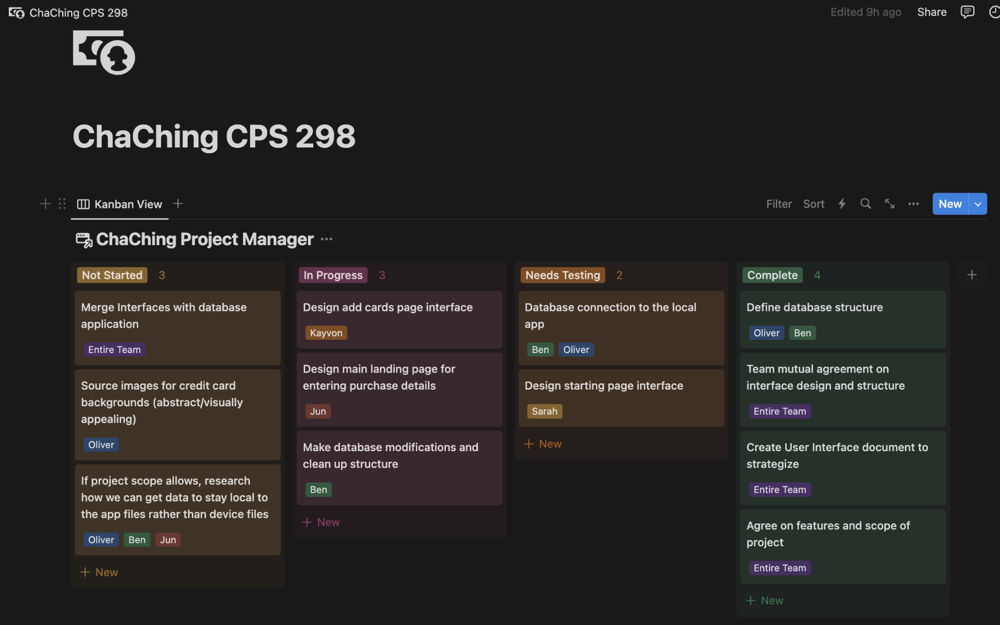 ChaChing CPS 298
Edited 9h ago
Share
ChaChing CPS 298
Kanban View
Filter
Sort
New
ChaChing Project Manager
Not Started 3
Merge Interfaces with database
application
Entire Team
Source images for credit card
backgrounds (abstract/visually
appealing)
Oliver
If project scope allows, research
how we can get data to stay local to
the app files rather than device files
Oliver Ben Jun
+ New
In Progress 3
Design add cards page interface
Kayvon
Design main landing page for
entering purchase details
Jun
Make database modifications and
clean up structure
Ben
+ New
Needs Testing 2
Database connection to the local
app
Ben Oliver
Design starting page interface
Sarah
+ New
Complete 4
Define database structure
Oliver Ben
Team mutual agreement on
interface design and structure
Entire Team
Create User Interface document to
strategize
Entire Team
Agree on features and scope of
project
Entire Team
+ New